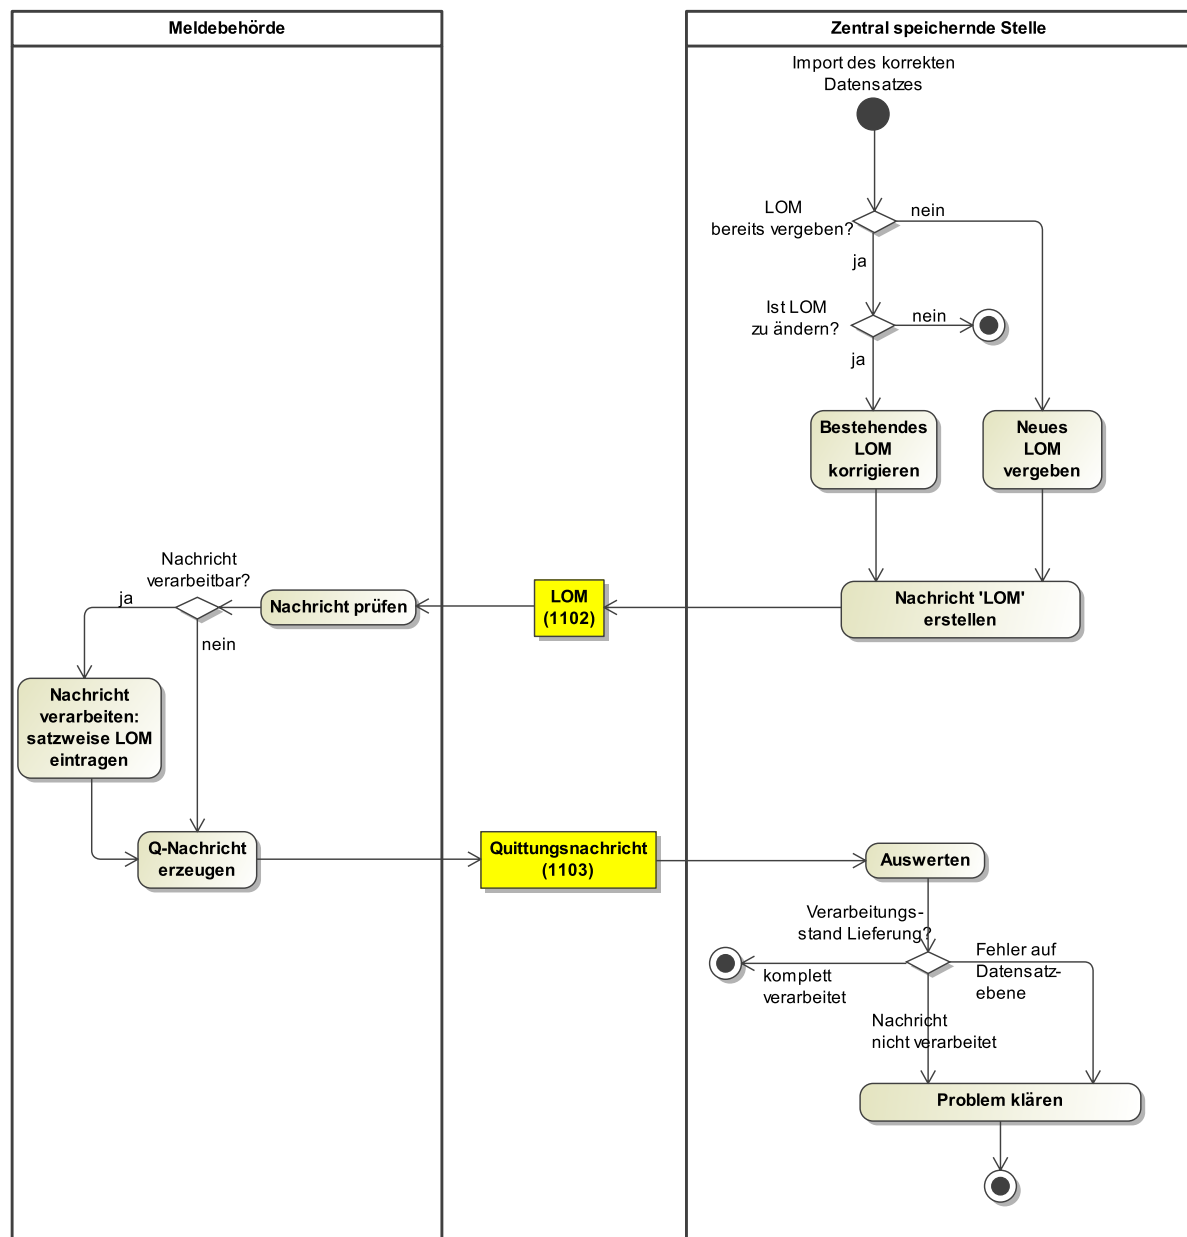 Meldebehörde
Zentral speichernde Stelle
Import des korrekten
Datensatzes
LOM
bereits vergeben?
nein
ja
Ist LOM
zu ändern?
nein
ja
Bestehendes
LOM
korrigieren
Neues
LOM
vergeben
Nachricht 'LOM'
erstellen
LOM
(1102)
Nachricht prüfen
Nachricht
verarbeitbar?
ja
nein
Nachricht
verarbeiten:
satzweise LOM
eintragen
Q-Nachricht
erzeugen
Quittungsnachricht
(1103)
Auswerten
Verarbeitungs-
stand Lieferung?
komplett
verarbeitet
Fehler auf
Datensatz-
ebene
Nachricht
nicht verarbeitet
Problem klären